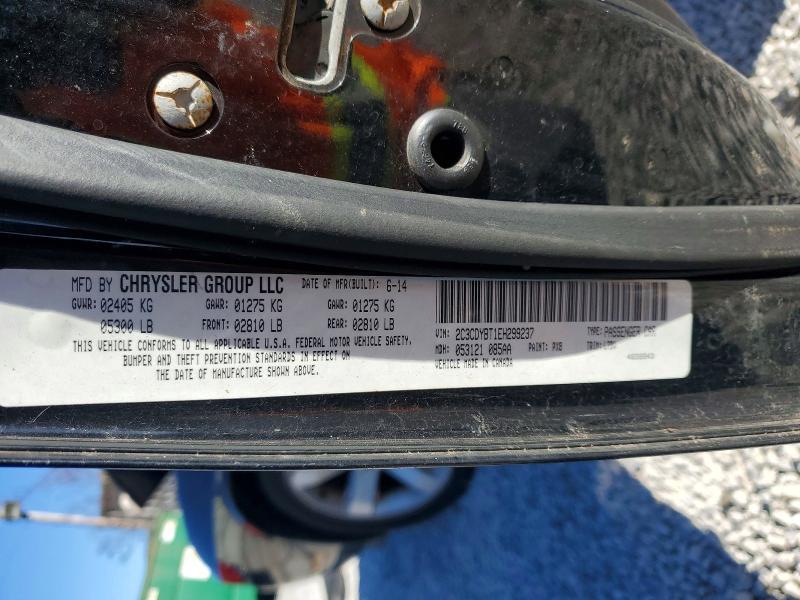 MFD BY CHRYSLER GROUP LLC DATE OF MFR(BUILT): 6-14
GVWR: 02405 KG GAWR: 01275 KG GAWR: 01275 KG
05300 LB FRONT: 02810 LB REAR: 02810 LB
THIS VEHICLE CONFORMS TO ALL APPLICABLE U.S.A. FEDERAL MOTOR VEHICLE SAFETY,
BUMPER AND THEFT PREVENTION STANDARDS IN EFFECT ON
THE DATE OF MANUFACTURE SHOWN ABOVE.
VIN: 2C3CDYBT1EH299237 TYPE: PASSENGER CAR
MDH: 053121 085AA PAINT: PX8 TRIM:
VEHICLE MADE IN CANADA